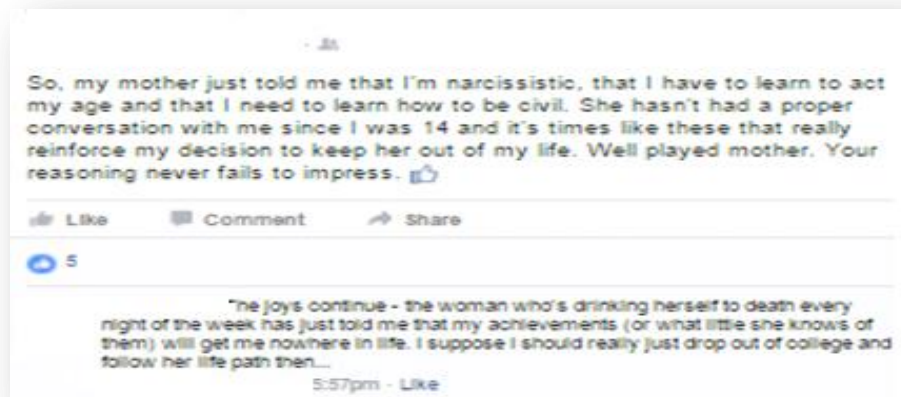 So, my mother just told me that I'm narcissistic, that I have to learn to act
my age and that I need to learn how to be civil. She hasn't had a proper
conversation with me since I was 14 and it's times like these that really
reinforce my decision to keep her out of my life. Well played mother. Your
reasoning never fails to impress.
Like Comment Share
5
"he joys continue - the woman who's drinking herself to death every
night of the week has just told me that my achievements (or what little she knows of
them) will get me nowhere in life. I suppose I should really just drop out of college and
follow her life path then...
5:57pm - Like